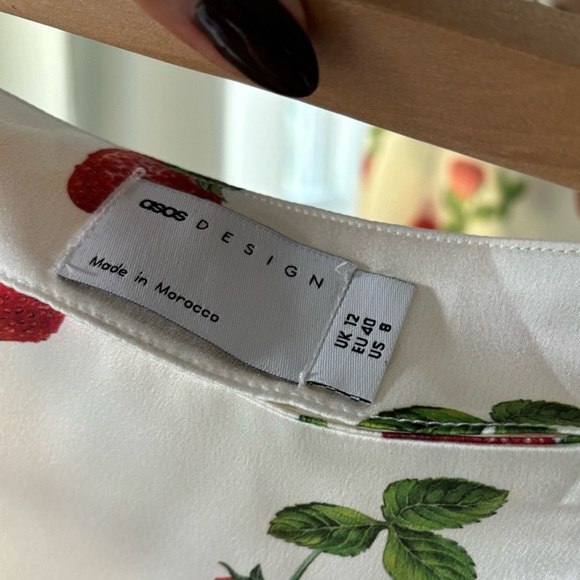 asos DESIGN
Made in Morocco
UK 12
EU 40
US 8